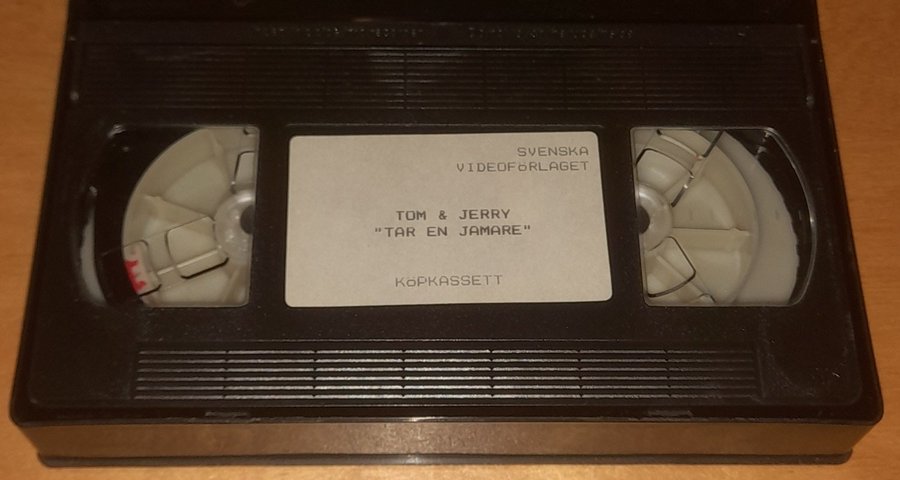 SVENSKA
VIDEOFöRLAGET
TOM & JERRY
"TAR EN JAMARE"
KöPKASSETT